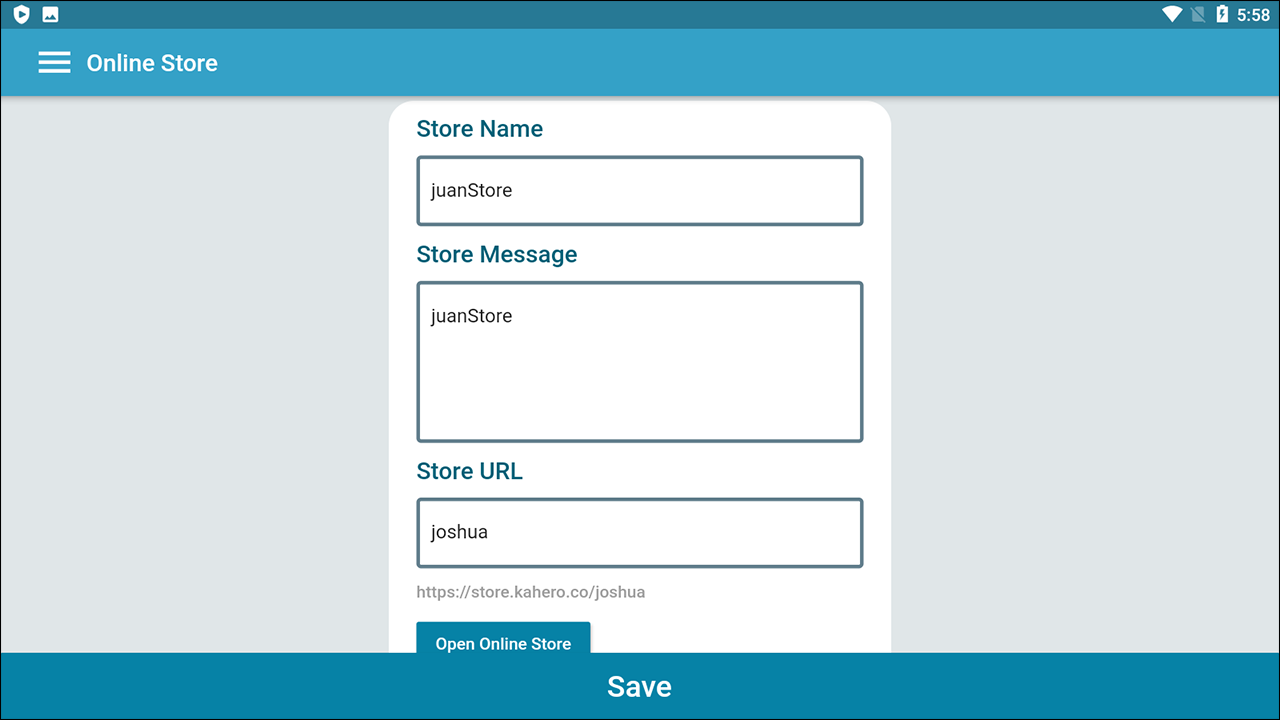 5:58
Online Store
Store Name
juanStore
Store Message
juanStore
Store URL
joshua
https://store.kahero.co/joshua
Open Online Store
Save